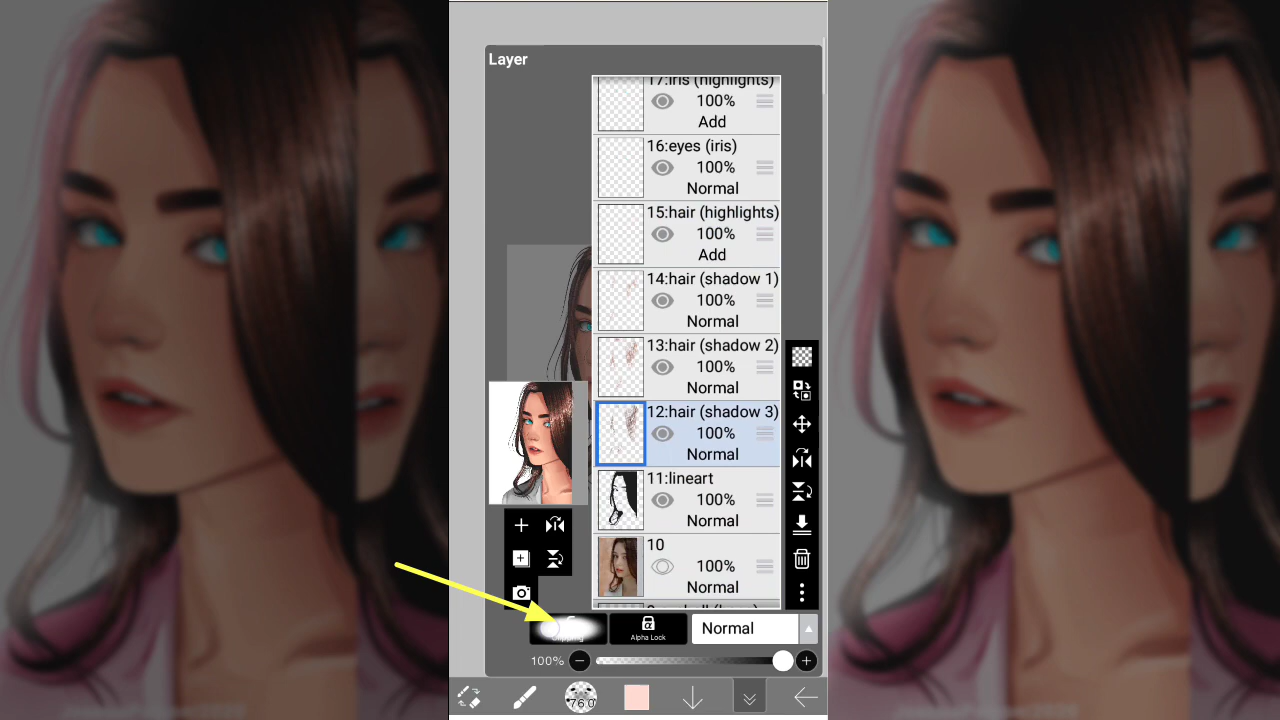 Layer
17:iris (highlights)
100%
Add
16:eyes (iris)
100%
Normal
15:hair (highlights)
100%
Add
14:hair (shadow 1)
100%
Normal
13:hair (shadow 2)
100%
Normal
12:hair (shadow 3)
100%
Normal
11:lineart
100%
Normal
10
100%
Normal
Clipping
Alpha Lock
Normal
100%
76.0